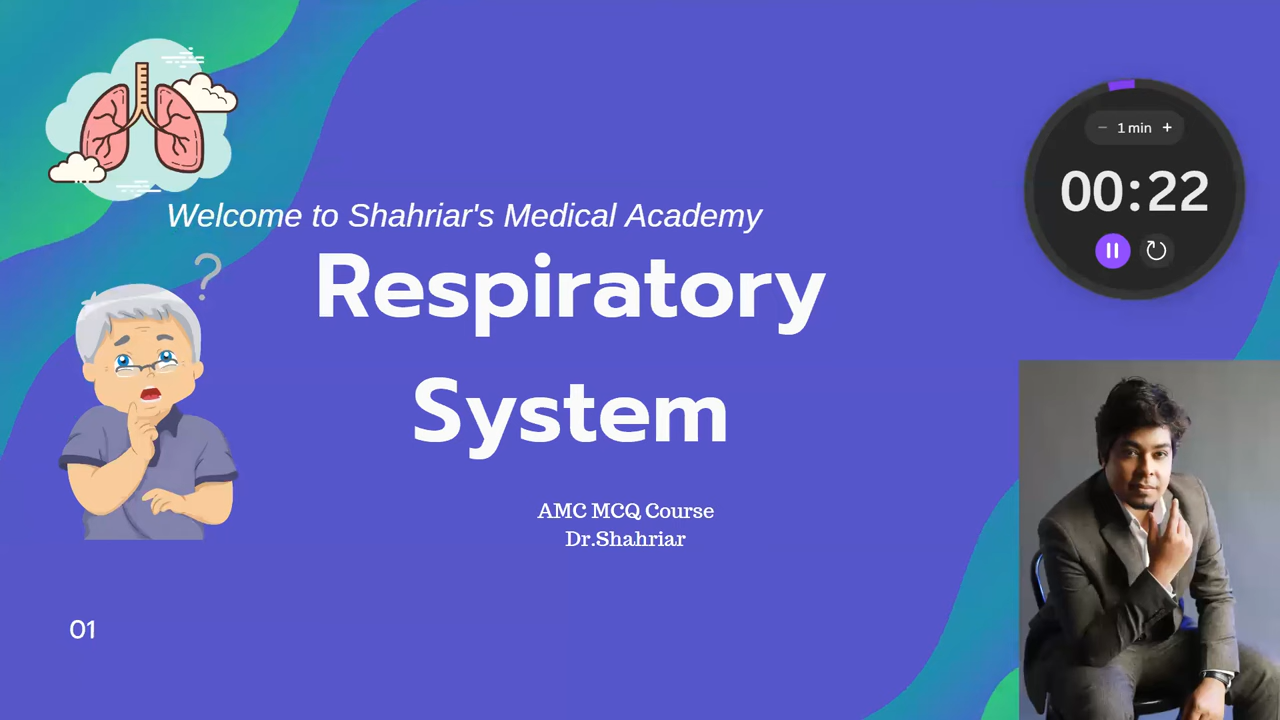 Welcome to Shahriar's Medical Academy
Respiratory
System
AMC MCQ Course
Dr.Shahriar
01
− 1 min +
00:22
?